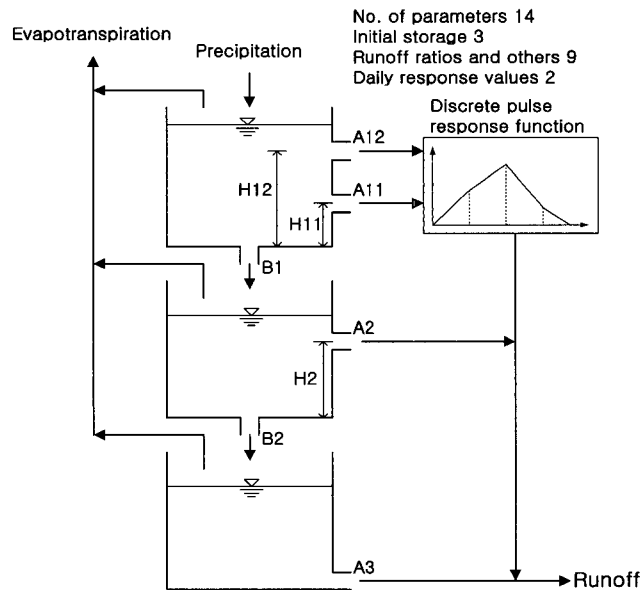 No. of parameters 14
Initial storage 3
Runoff ratios and others 9
Daily response values 2
Evapotranspiration
Precipitation
Discrete pulse
response function
A12
H12
A11
H11
B1
A2
H2
B2
A3
Runoff